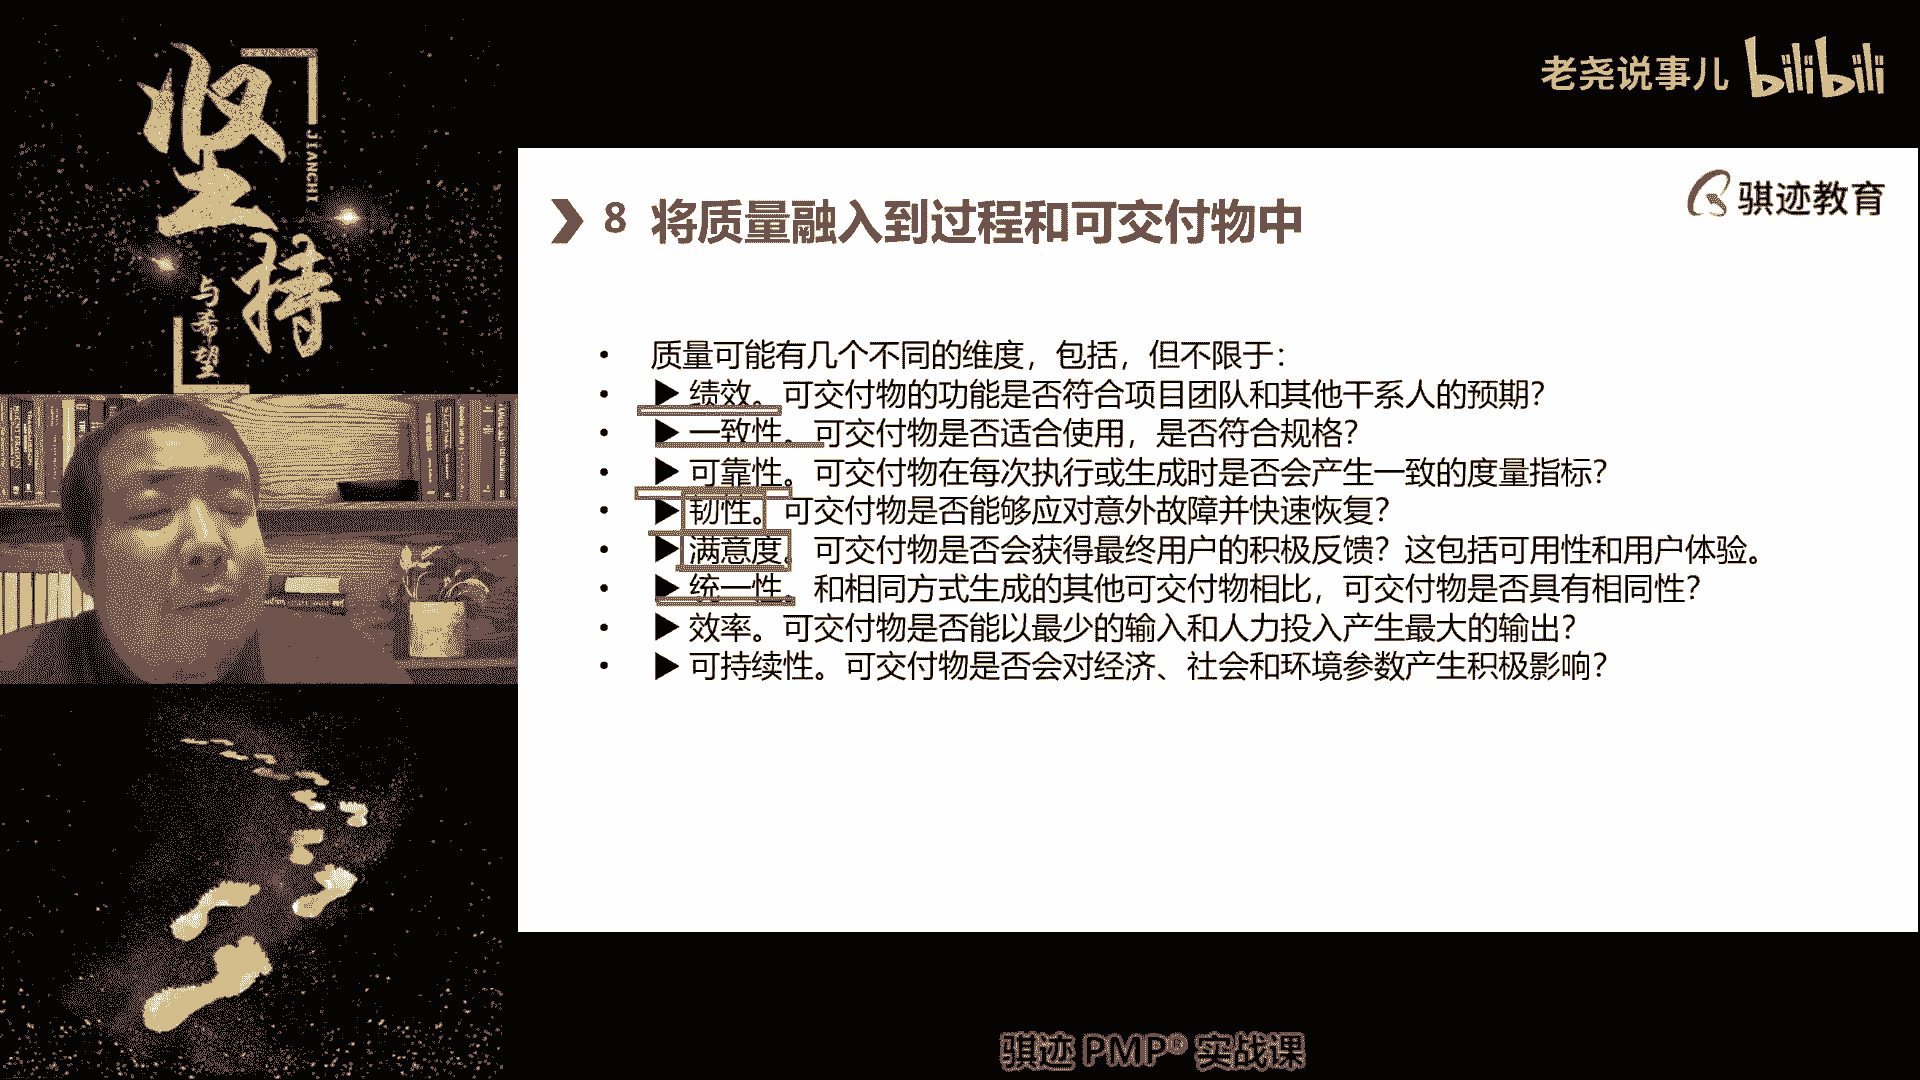 坚持
JIANCHI
与希望
老尧说事儿 bilibili
骐迹教育
8 将质量融入到过程和可交付物中
• 质量可能有几个不同的维度，包括，但不限于：
• ▶ 绩效。可交付物的功能是否符合项目团队和其他干系人的预期？
• ▶ 一致性。可交付物是否适合使用，是否符合规格？
• ▶ 可靠性。可交付物在每次执行或生成时是否会产生一致的度量指标？
• ▶ 韧性。可交付物是否能够应对意外故障并快速恢复？
• ▶ 满意度。可交付物是否会获得最终用户的积极反馈？这包括可用性和用户体验。
• ▶ 统一性。和相同方式生成的其他可交付物相比，可交付物是否具有相同性？
• ▶ 效率。可交付物是否能以最少的输入和人力投入产生最大的输出？
• ▶ 可持续性。可交付物是否会对经济、社会和环境参数产生积极影响？
骐迹 PMP® 实战课